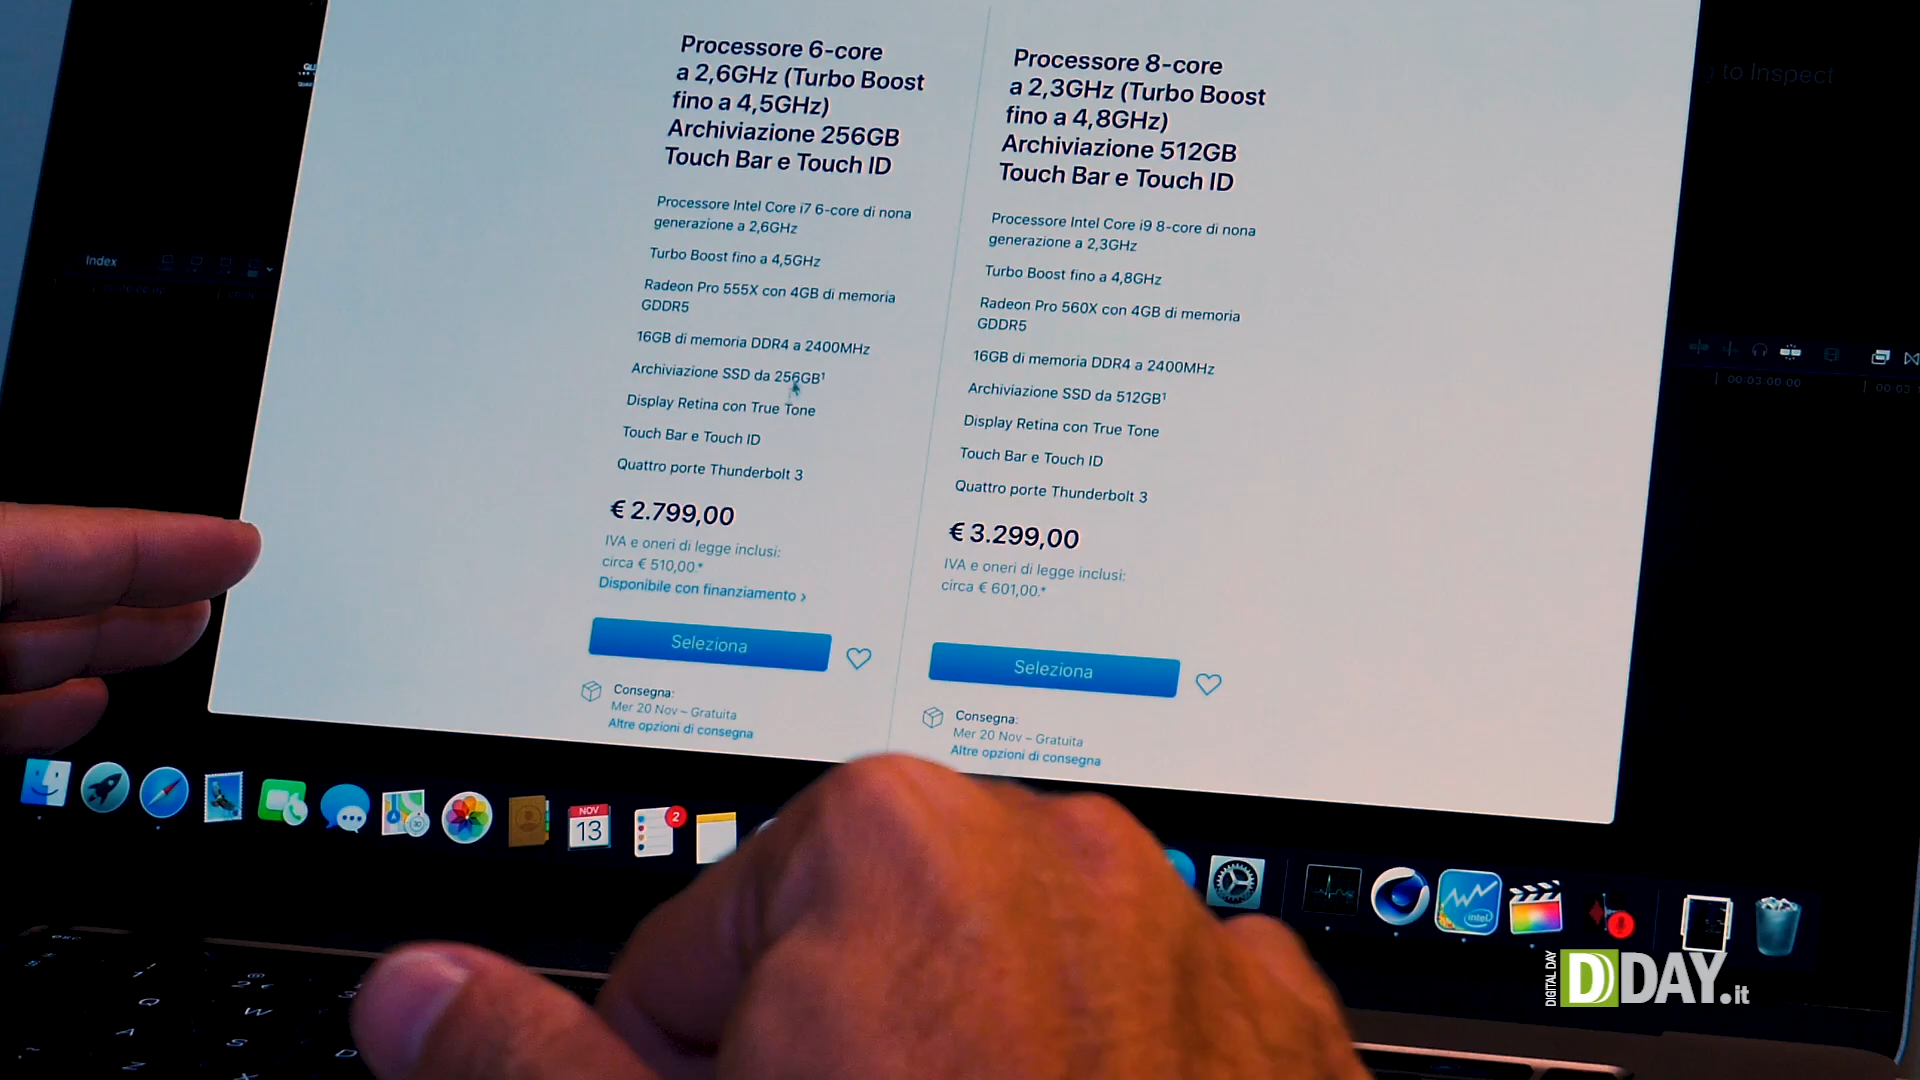 Processore 6-core
a 2,6GHz (Turbo Boost
fino a 4,5GHz)
Archiviazione 256GB
Touch Bar e Touch ID
Processore Intel Core i7 6-core di nona
generazione a 2,6GHz
Turbo Boost fino a 4,5GHz
Radeon Pro 555X con 4GB di memoria
GDDR5
16GB di memoria DDR4 a 2400MHz
Archiviazione SSD da 256GB¹
Display Retina con True Tone
Touch Bar e Touch ID
Quattro porte Thunderbolt 3
€ 2.799,00
IVA e oneri di legge inclusi:
circa € 510,00.*
Disponibile con finanziamento ›
Seleziona
Consegna:
Mer 20 Nov – Gratuita
Altre opzioni di consegna
Processore 8-core
a 2,3GHz (Turbo Boost
fino a 4,8GHz)
Archiviazione 512GB
Touch Bar e Touch ID
Processore Intel Core i9 8-core di nona
generazione a 2,3GHz
Turbo Boost fino a 4,8GHz
Radeon Pro 560X con 4GB di memoria
GDDR5
16GB di memoria DDR4 a 2400MHz
Archiviazione SSD da 512GB¹
Display Retina con True Tone
Touch Bar e Touch ID
Quattro porte Thunderbolt 3
€ 3.299,00
IVA e oneri di legge inclusi:
circa € 601,00.*
Seleziona
Consegna:
Mer 20 Nov – Gratuita
Altre opzioni di consegna
to Inspect
Index
00:03:00:00
NOV
13
2
intel
esc
Q
W
A
S
D
Z
X
DIGITAL DAY
DDAY.it